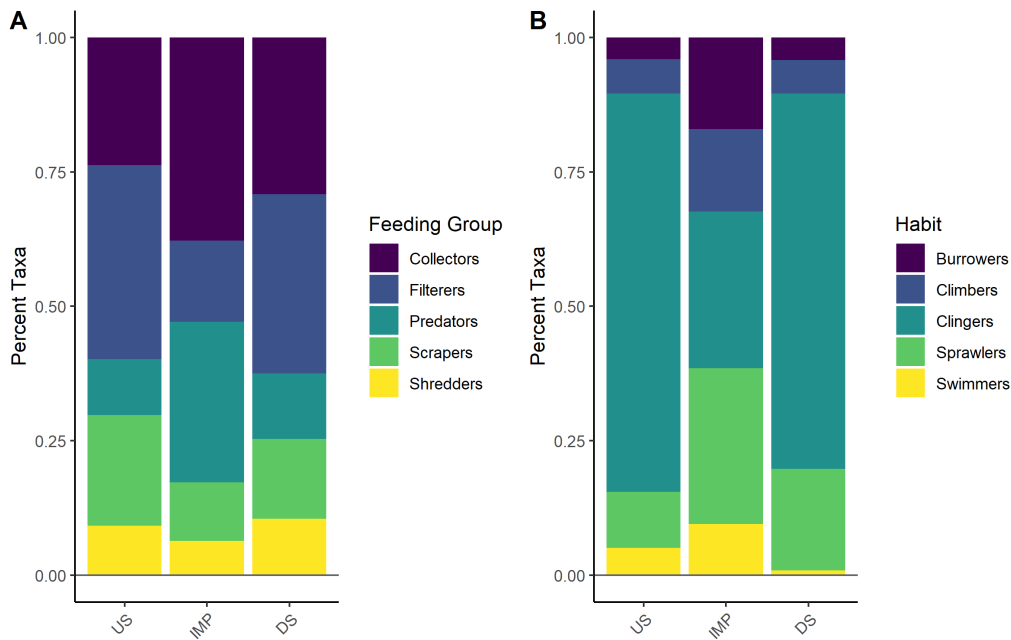 A
Percent Taxa
1.00
0.75
0.50
0.25
0.00
US
IMP
DS
Feeding Group
Collectors
Filterers
Predators
Scrapers
Shredders
B
Percent Taxa
1.00
0.75
0.50
0.25
0.00
US
IMP
DS
Habit
Burrowers
Climbers
Clingers
Sprawlers
Swimmers